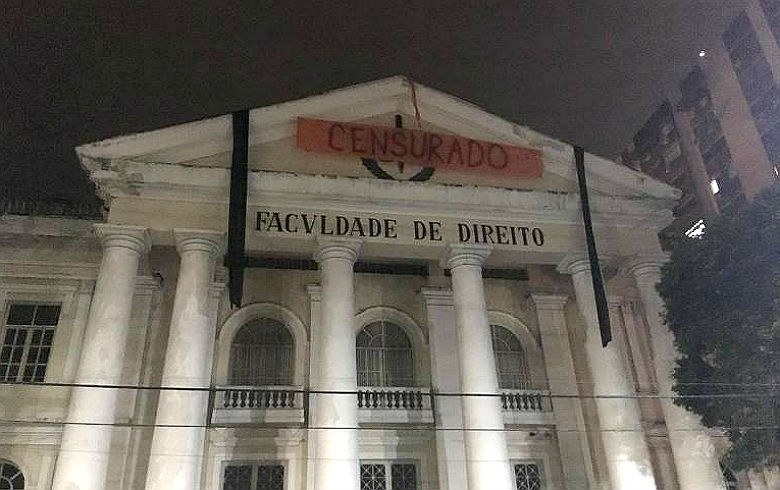 CENSURADO
FACVLDADE DE DIREITO